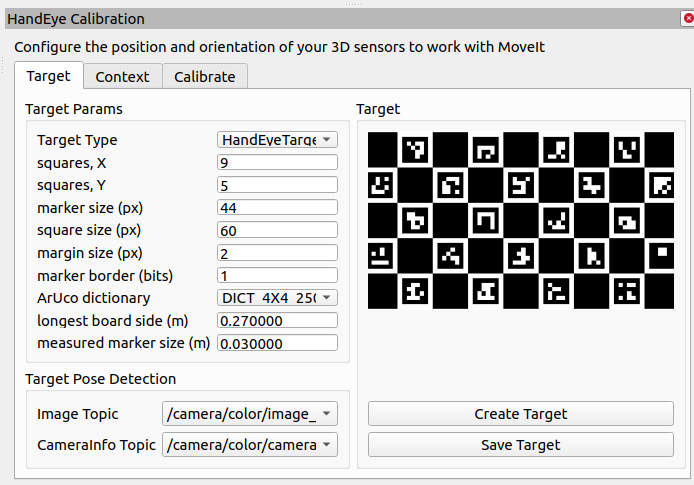 HandEye Calibration
Configure the position and orientation of your 3D sensors to work with MoveIt
Target Context Calibrate
Target Params
Target Type HandEyeTarge
squares, X 9
squares, Y 5
marker size (px) 44
square size (px) 60
margin size (px) 2
marker border (bits) 1
ArUco dictionary DICT_4X4_250
longest board side (m) 0.270000
measured marker size (m) 0.030000
Target Pose Detection
Image Topic /camera/color/image_
CameraInfo Topic /camera/color/camera
Target
Create Target
Save Target